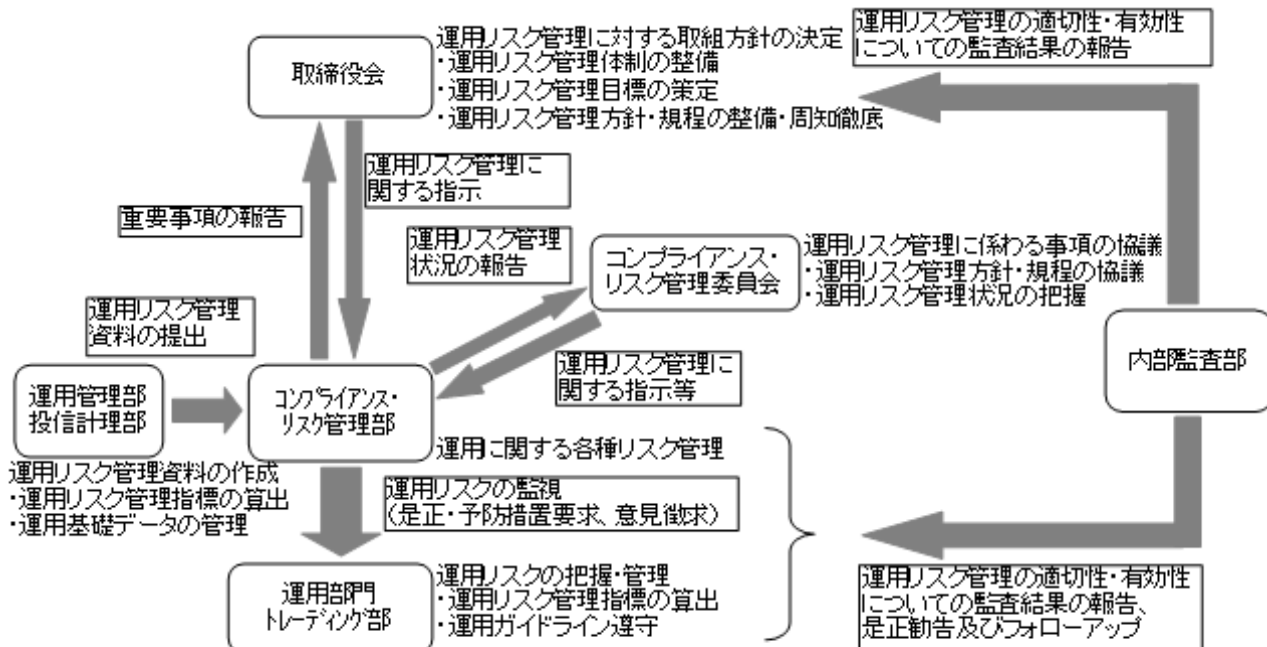 取締役会
運用リスク管理に対する取組方針の決定
・運用リスク管理体制の整備
・運用リスク管理目標の策定
・運用リスク管理方針・規程の整備・周知徹底
運用リスク管理の適切性・有効性
についての監査結果の報告
運用リスク管理に
関する指示
重要事項の報告
運用リスク管理
状況の報告
コンプライアンス・
リスク管理委員会
運用リスク管理に係わる事項の協議
・運用リスク管理方針・規程の協議
・運用リスク管理状況の把握
運用リスク管理
資料の提出
運用リスク管理に
関する指示等
内部監査部
運用管理部
投信計理部
コンプライアンス・
リスク管理部
運用に関する各種リスク管理
運用リスク管理資料の作成
・運用リスク管理指標の算出
・運用基礎データの管理
運用リスクの監視
(是正・予防措置要求、意見徴求)
運用部門
トレーディング部
運用リスクの把握・管理
・運用リスク管理指標の算出
・運用ガイドライン遵守
運用リスク管理の適切性・有効性
についての監査結果の報告、
是正勧告及びフォローアップ